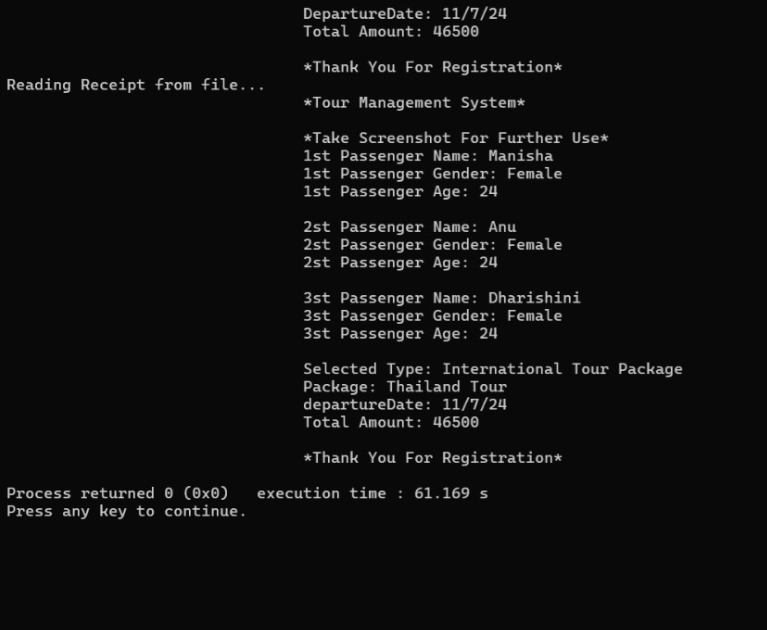 DepartureDate: 11/7/24
Total Amount: 46500
*Thank You For Registration*
Reading Receipt from file...
*Tour Management System*
*Take Screenshot For Further Use*
1st Passenger Name: Manisha
1st Passenger Gender: Female
1st Passenger Age: 24
2st Passenger Name: Anu
2st Passenger Gender: Female
2st Passenger Age: 24
3st Passenger Name: Dharishini
3st Passenger Gender: Female
3st Passenger Age: 24
Selected Type: International Tour Package
Package: Thailand Tour
departureDate: 11/7/24
Total Amount: 46500
*Thank You For Registration*
Process returned 0 (0x0)   execution time : 61.169 s
Press any key to continue.